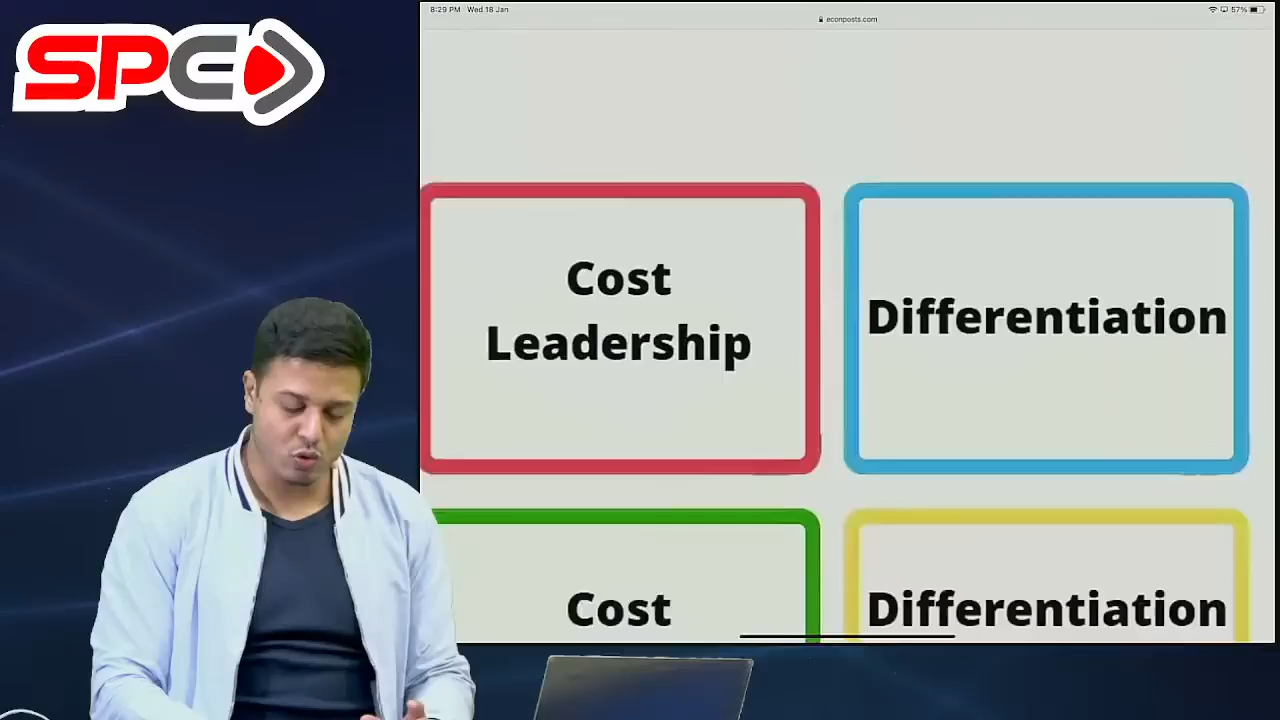 SPE
8:29 PM Wed 18 Jan
57%
econposts.com
Cost
Leadership
Differentiation
Cost
Differentiation